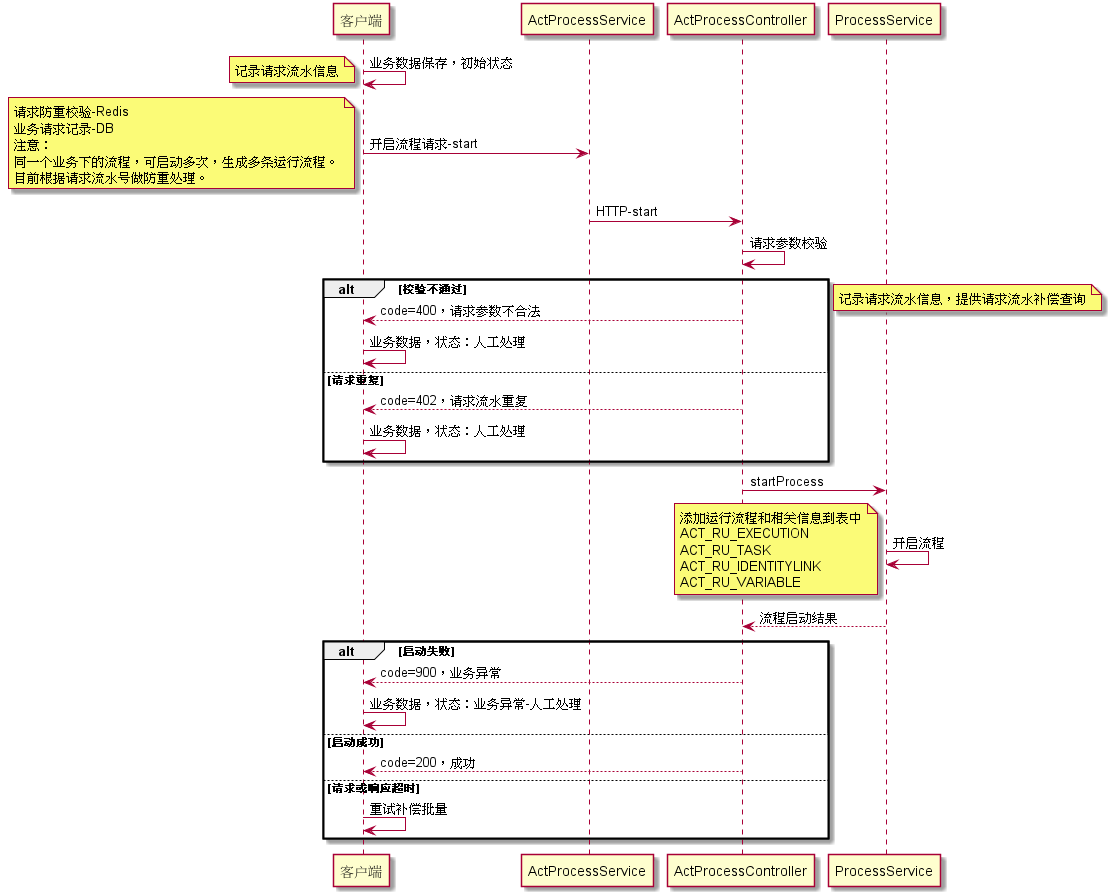 客户端
ActProcessService
ActProcessController
ProcessService
业务数据保存，初始状态
记录请求流水信息
请求防重校验-Redis
业务请求记录-DB
注意：
同一个业务下的流程，可启动多次，生成多条运行流程。
目前根据请求流水号做防重处理。
开启流程请求-start
HTTP-start
请求参数校验
alt
[校验不通过]
记录请求流水信息，提供请求流水补偿查询
code=400，请求参数不合法
业务数据，状态：人工处理
[请求重复]
code=402，请求流水重复
业务数据，状态：人工处理
startProcess
添加运行流程和相关信息到表中
ACT_RU_EXECUTION
ACT_RU_TASK
ACT_RU_IDENTITYLINK
ACT_RU_VARIABLE
开启流程
流程启动结果
alt
[启动失败]
code=900，业务异常
业务数据，状态：业务异常-人工处理
[启动成功]
code=200，成功
[请求或响应超时]
重试补偿批量
客户端
ActProcessService
ActProcessController
ProcessService